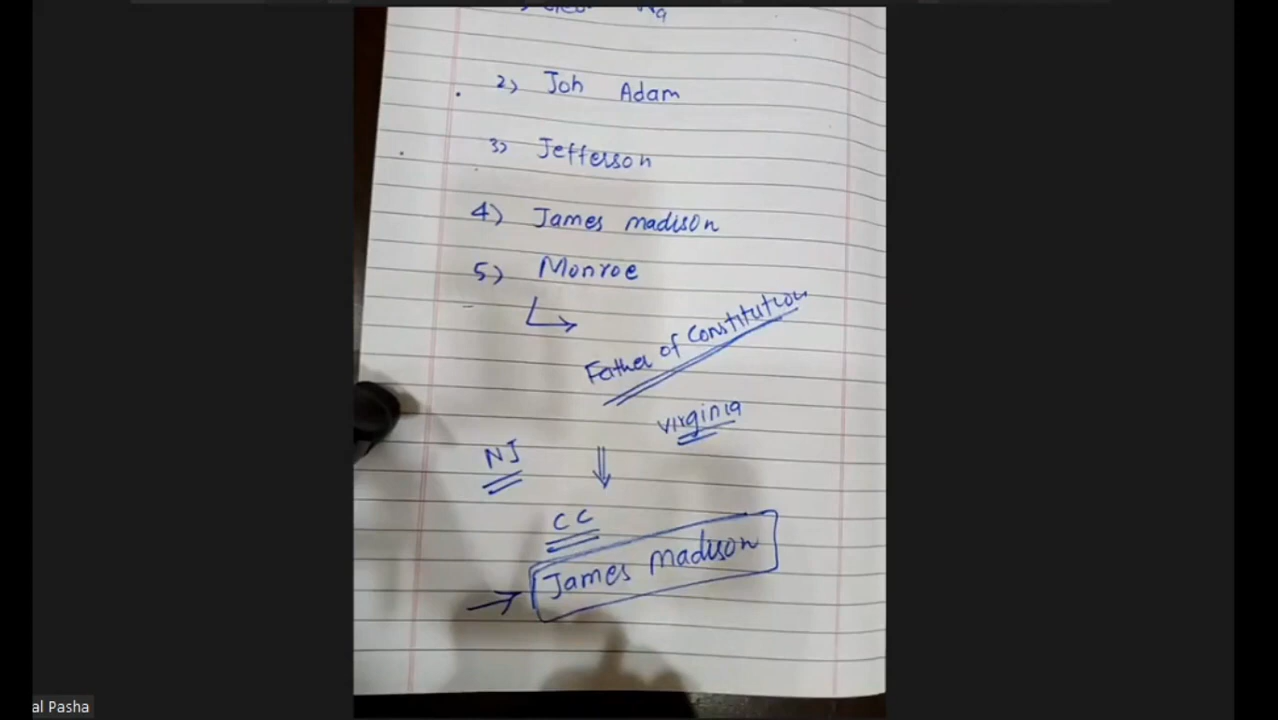 2) Joh Adam
3) Jefferson
4) James madison
5) Monroe
Father of Constitution
Virginia
NJ
CC
James Madison
al Pasha